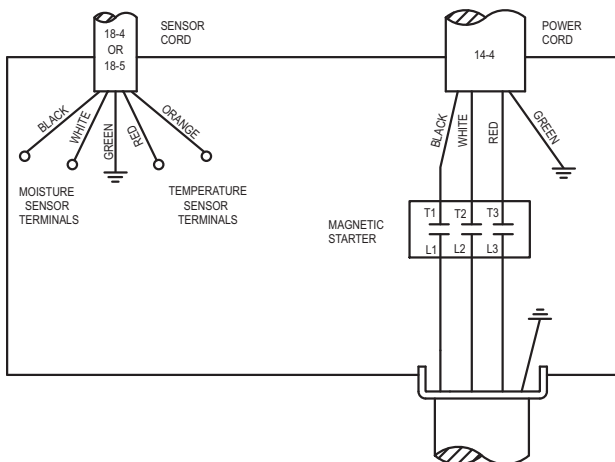 SENSOR
CORD
18-4
OR
18-5
BLACK
WHITE
GREEN
RED
ORANGE
MOISTURE
SENSOR
TERMINALS
TEMPERATURE
SENSOR
TERMINALS
POWER
CORD
14-4
BLACK
WHITE
RED
GREEN
MAGNETIC
STARTER
T1 T2 T3
L1 L2 L3